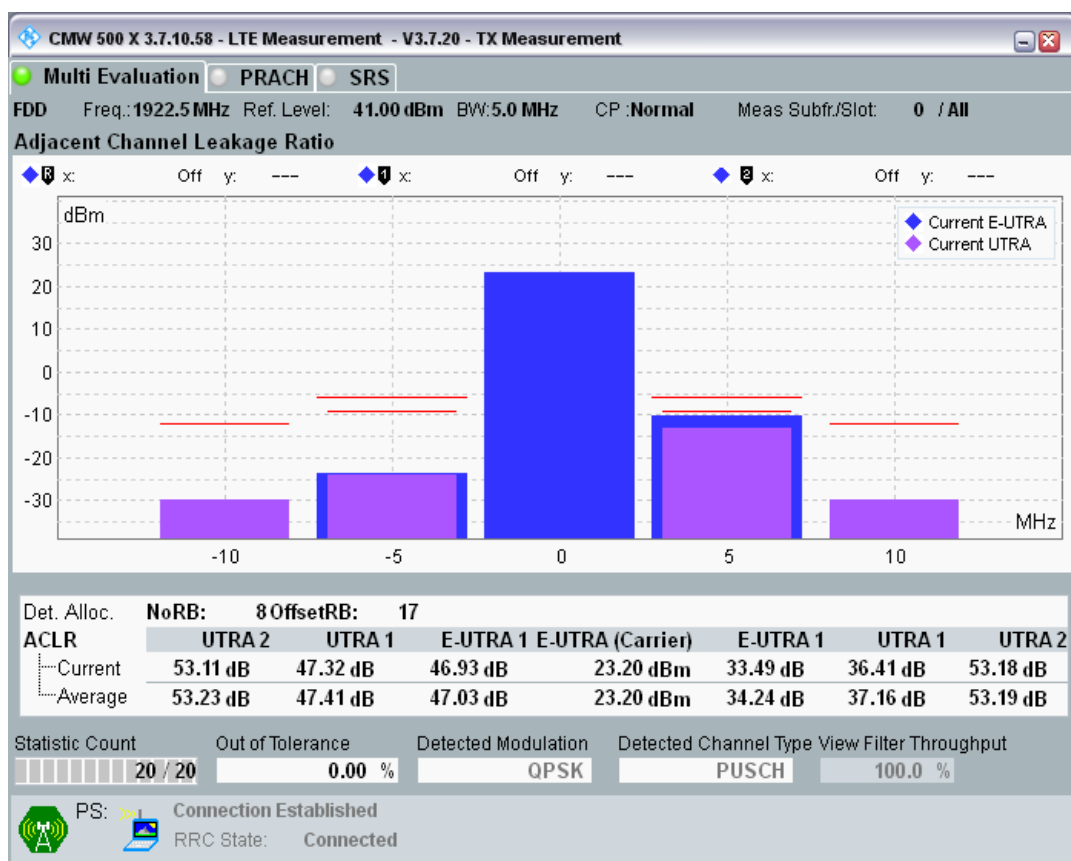 CMW 500 X 3.7.10.58 - LTE Measurement - V3.7.20 - TX Measurement
Multi Evaluation PRACH SRS
FDD Freq.: 1922.5 MHz Ref. Level: 41.00 dBm BW: 5.0 MHz CP : Normal Meas Subfr./Slot: 0 / All
Adjacent Channel Leakage Ratio
R x: Off y: --- 1 x: Off y: --- 2 x: Off y: ---
dBm
Current E-UTRA
Current UTRA
30
20
10
0
-10
-20
-30
MHz
-10 -5 0 5 10
Det. Alloc. NoRB: 8 OffsetRB: 17
ACLR UTRA 2 UTRA 1 E-UTRA 1 E-UTRA (Carrier) E-UTRA 1 UTRA 1 UTRA 2
Current 53.11 dB 47.32 dB 46.93 dB 23.20 dBm 33.49 dB 36.41 dB 53.18 dB
Average 53.23 dB 47.41 dB 47.03 dB 23.20 dBm 34.24 dB 37.16 dB 53.19 dB
Statistic Count Out of Tolerance Detected Modulation Detected Channel Type View Filter Throughput
20 / 20 0.00 % QPSK PUSCH 100.0 %
PS: Connection Established
RRC State: Connected